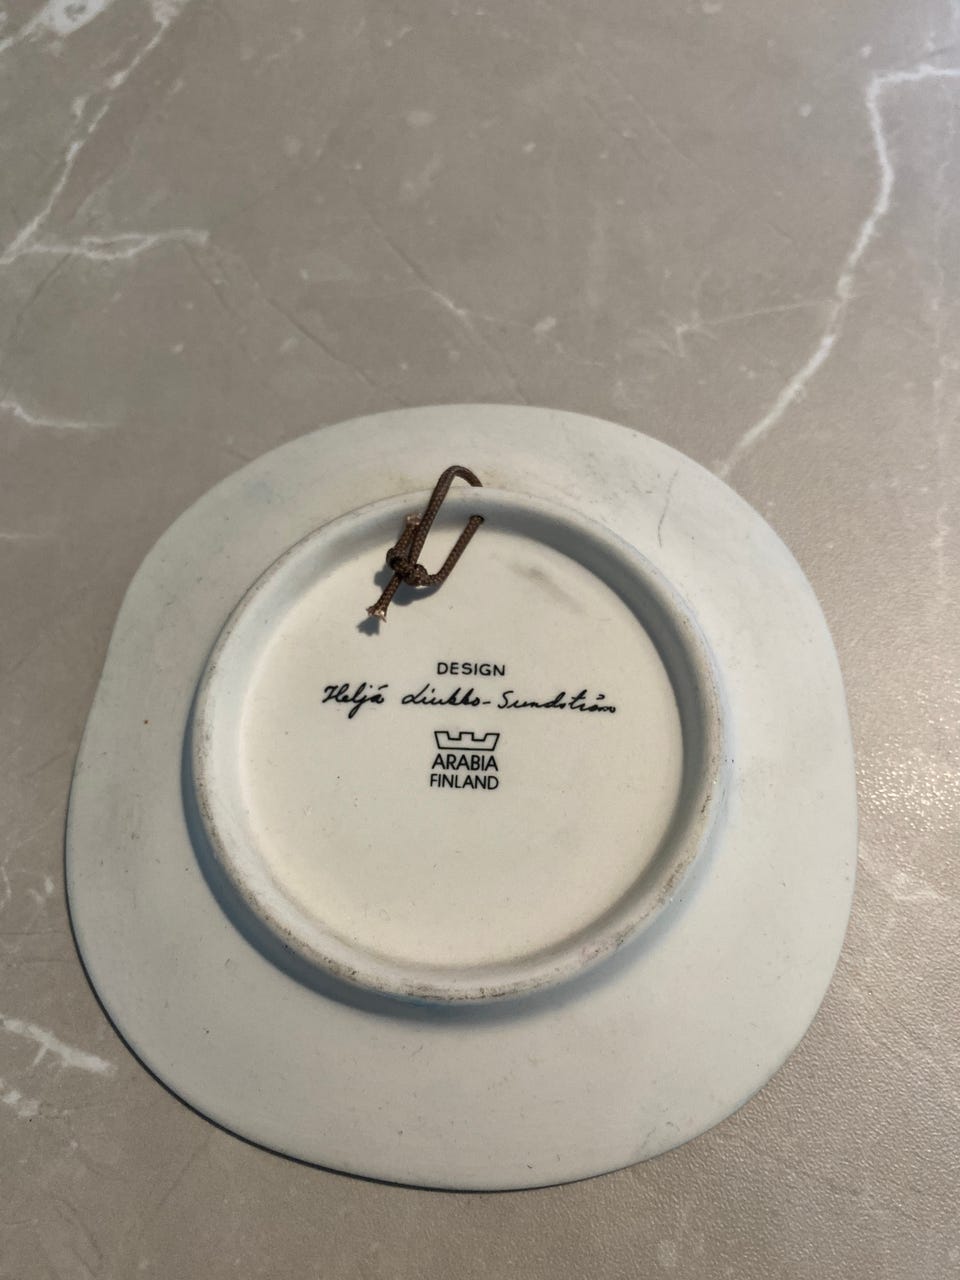 DESIGN
Heljä Liukko-Sundström
ARABIA
FINLAND